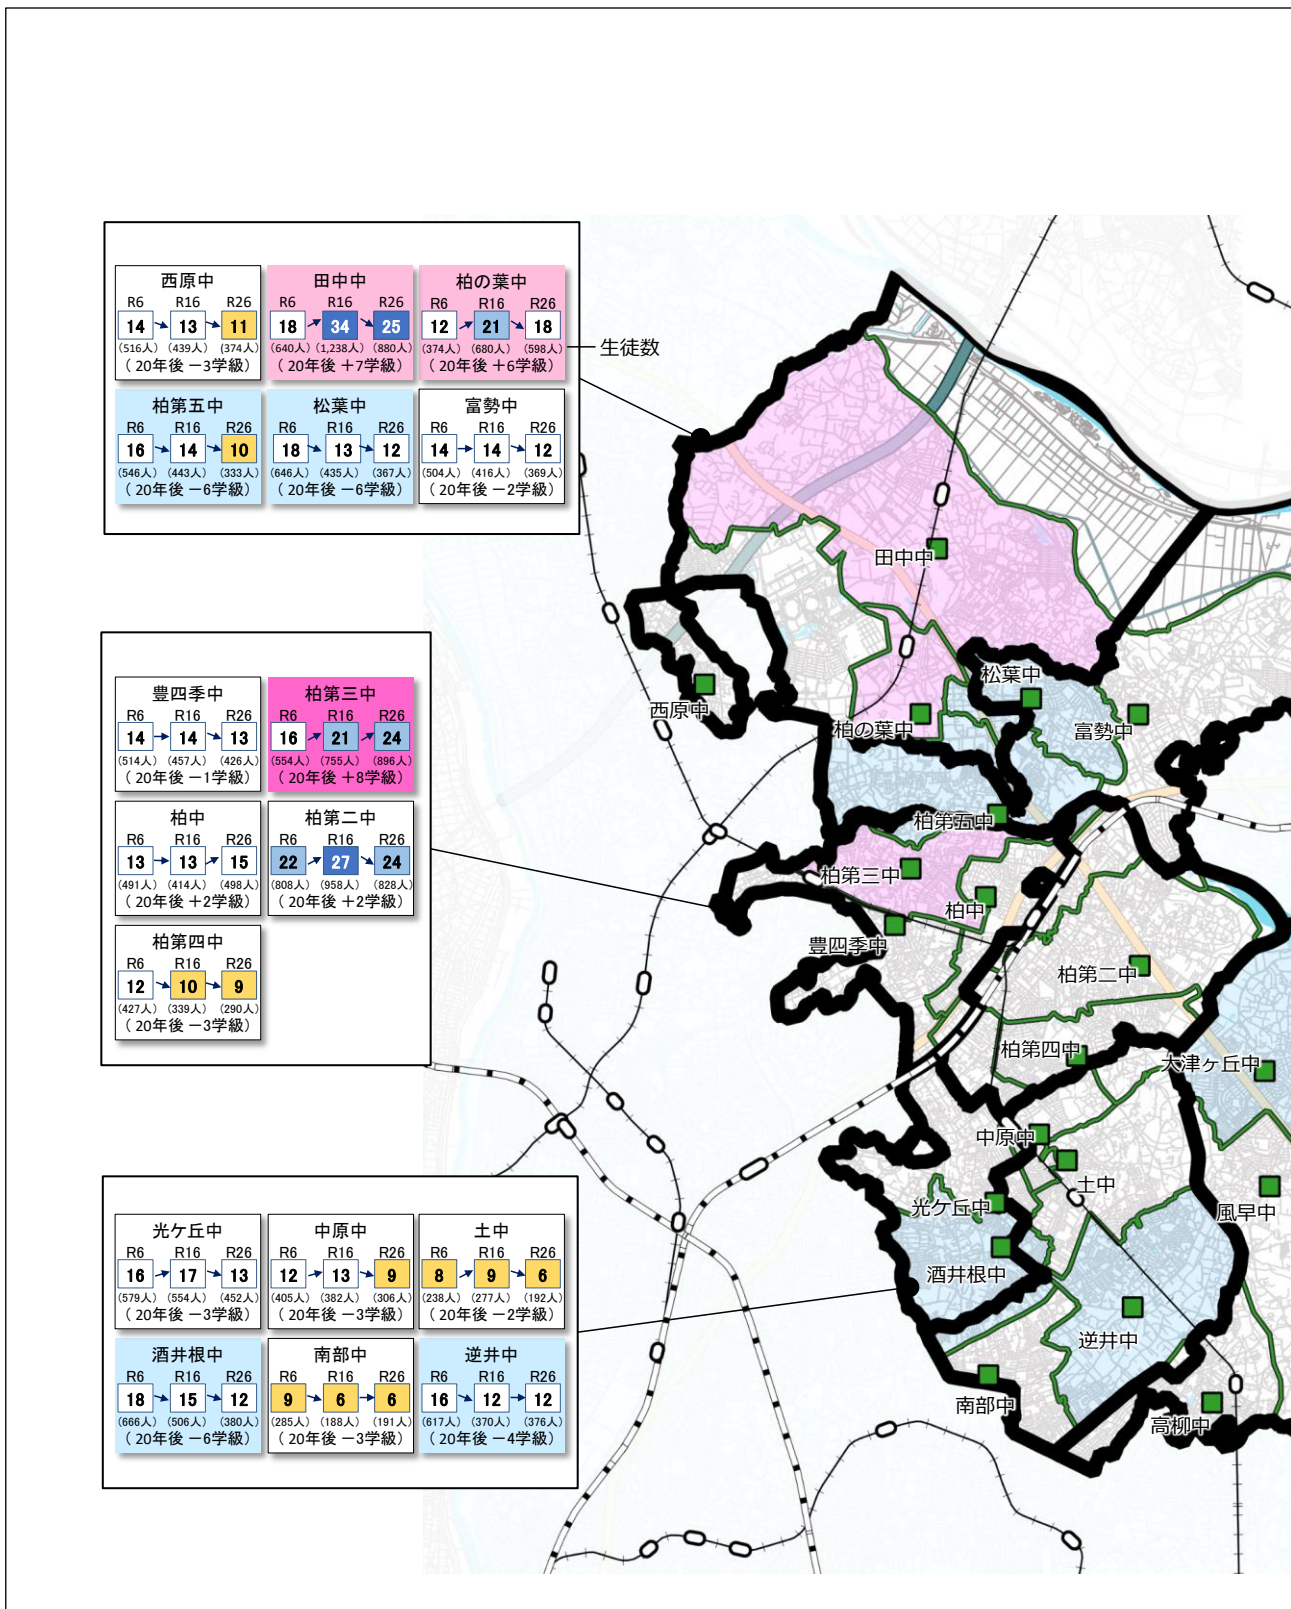 西原中
R6 R16 R26
14 13 11
(516人) (439人) (374人)
( 20年後 －3学級)
田中中
R6 R16 R26
18 34 25
(640人) (1,238人) (880人)
( 20年後 ＋7学級)
柏の葉中
R6 R16 R26
12 21 18
(374人) (680人) (598人)
( 20年後 ＋6学級)
生徒数
柏第五中
R6 R16 R26
16 14 10
(546人) (443人) (333人)
( 20年後 －6学級)
松葉中
R6 R16 R26
18 13 12
(646人) (435人) (367人)
( 20年後 －6学級)
富勢中
R6 R16 R26
14 14 12
(504人) (416人) (369人)
( 20年後 －2学級)
豊四季中
R6 R16 R26
14 14 13
(514人) (457人) (426人)
( 20年後 －1学級)
柏第三中
R6 R16 R26
16 21 24
(554人) (755人) (896人)
( 20年後 ＋8学級)
柏中
R6 R16 R26
13 13 15
(491人) (414人) (498人)
( 20年後 ＋2学級)
柏第二中
R6 R16 R26
22 27 24
(808人) (958人) (828人)
( 20年後 ＋2学級)
柏第四中
R6 R16 R26
12 10 9
(427人) (339人) (290人)
( 20年後 －3学級)
光ケ丘中
R6 R16 R26
16 17 13
(579人) (554人) (452人)
( 20年後 －3学級)
中原中
R6 R16 R26
12 13 9
(405人) (382人) (306人)
( 20年後 －3学級)
土中
R6 R16 R26
8 9 6
(238人) (277人) (192人)
( 20年後 －2学級)
酒井根中
R6 R16 R26
18 15 12
(666人) (506人) (380人)
( 20年後 －6学級)
南部中
R6 R16 R26
9 6 6
(285人) (188人) (191人)
( 20年後 －3学級)
逆井中
R6 R16 R26
16 12 12
(617人) (370人) (376人)
( 20年後 －4学級)
田中中
松葉中
西原中
柏の葉中
富勢中
柏第五中
柏第三中
柏中
豊四季中
柏第二中
柏第四中
大津ヶ丘中
中原中
土中
光ケ丘中
風早中
酒井根中
逆井中
南部中
高柳中